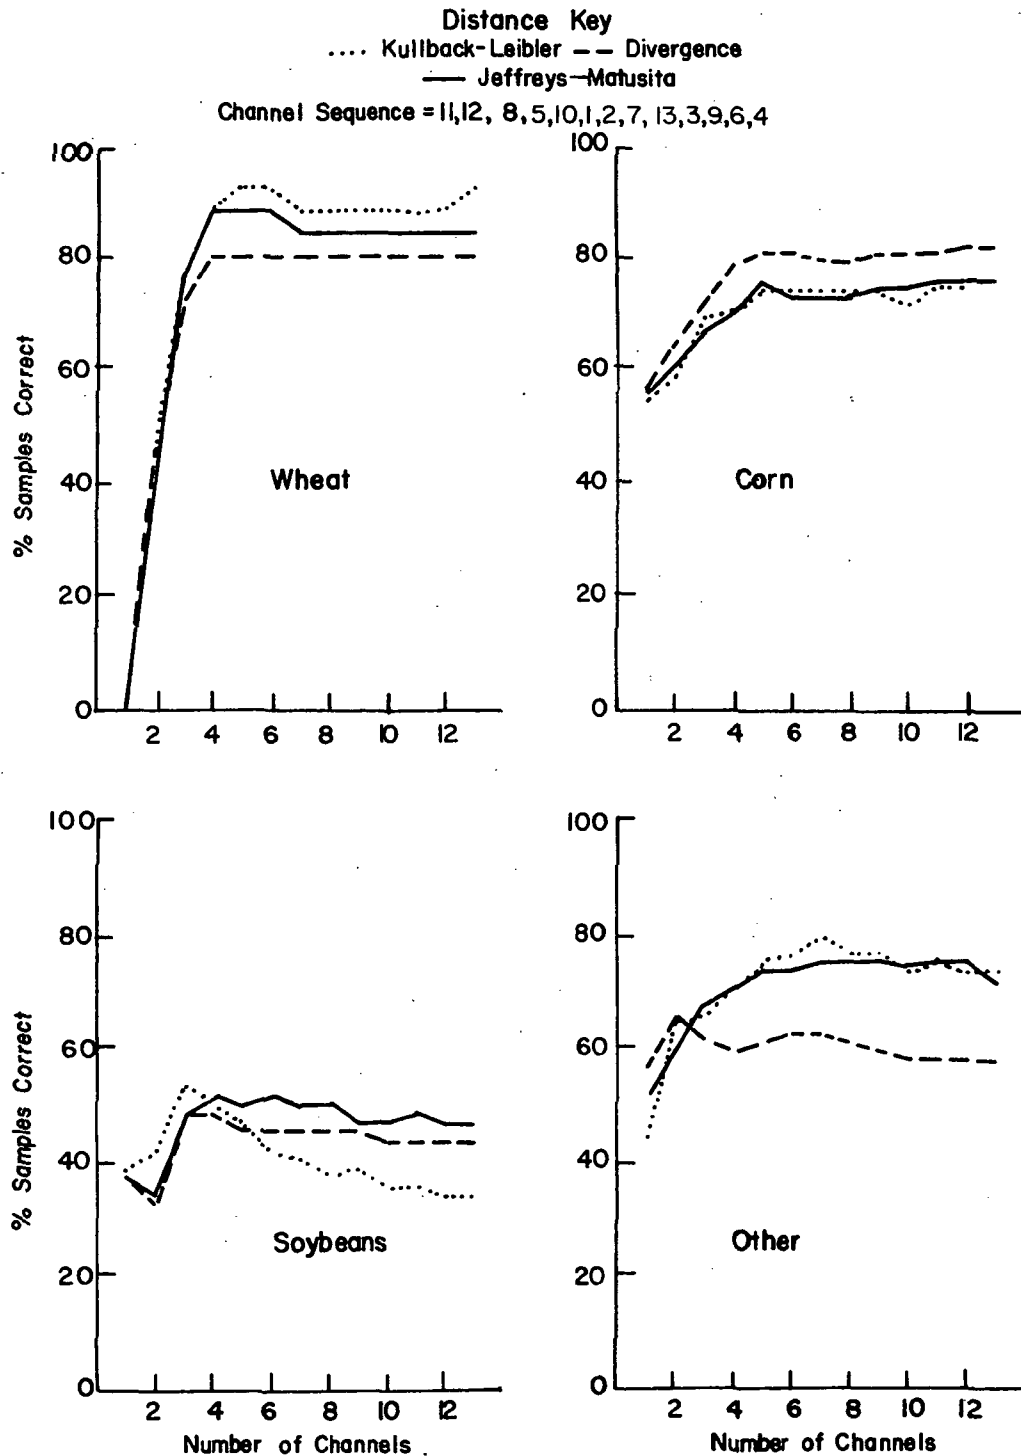 Distance Key
.... Kullback-Leibler -- Divergence
— Jeffreys-Matusita
Channel Sequence = 11,12, 8,5,10,1,2,7, 13,3,9,6,4
100
80
60
40
20
0
2 4 6 8 10 12
% Samples Correct
Wheat
100
80
60
40
20
0
2 4 6 8 10 12
Corn
100
80
60
40
20
0
2 4 6 8 10 12
% Samples Correct
Soybeans
Number of Channels
100
80
60
40
20
0
2 4 6 8 10 12
Other
Number of Channels